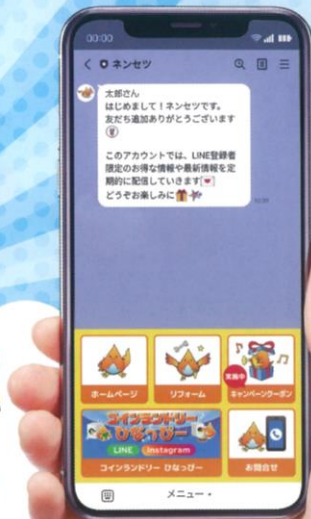 00:00
ネンセツ
太郎さん
はじめまして！ネンセツです。
友だち追加ありがとうございます
このアカウントでは、LINE登録者
限定のお得な情報や最新情報を定
期的に配信していきます
どうぞお楽しみに
ホームページ
リフォーム
実施中
キャンペーンクーポン
コインランドリー
ひなっぴー
LINE
Instagram
コインランドリー ひなっぴー
お問合せ
メニュー